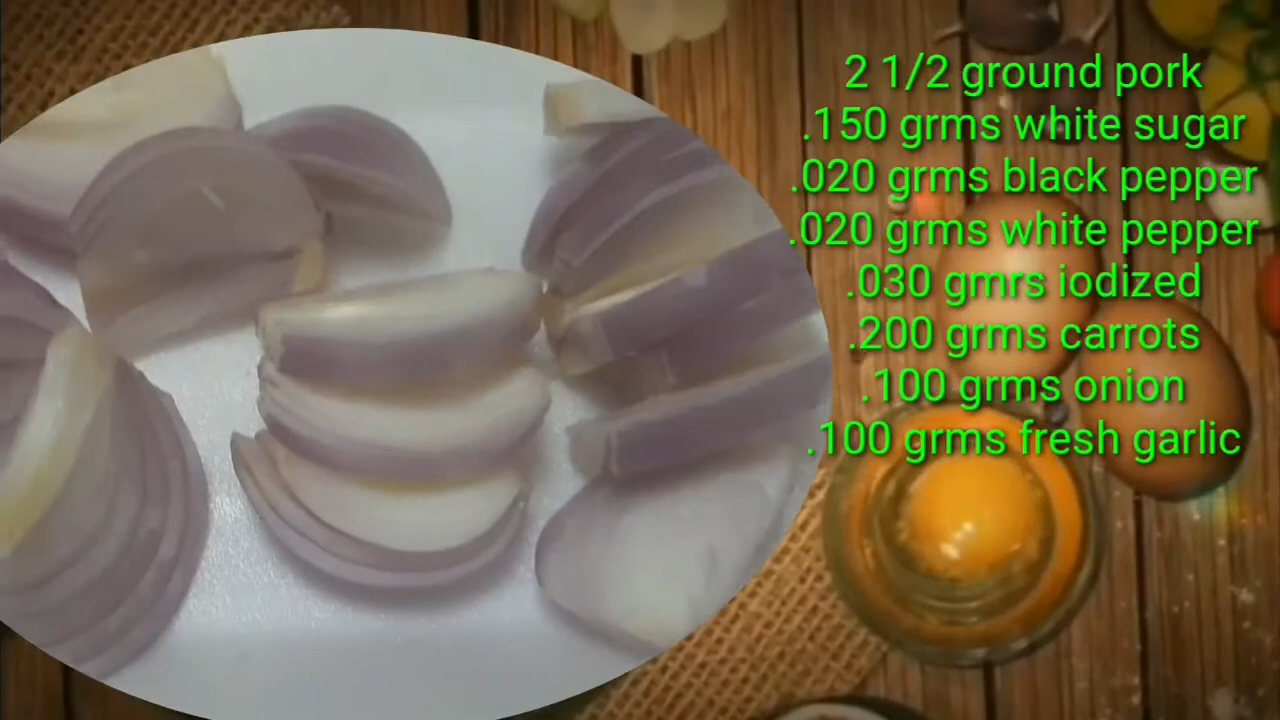 2 1/2 ground pork
.150 grms white sugar
.020 grms black pepper
.020 grms white pepper
.030 gmrs iodized
.200 grms carrots
.100 grms onion
.100 grms fresh garlic